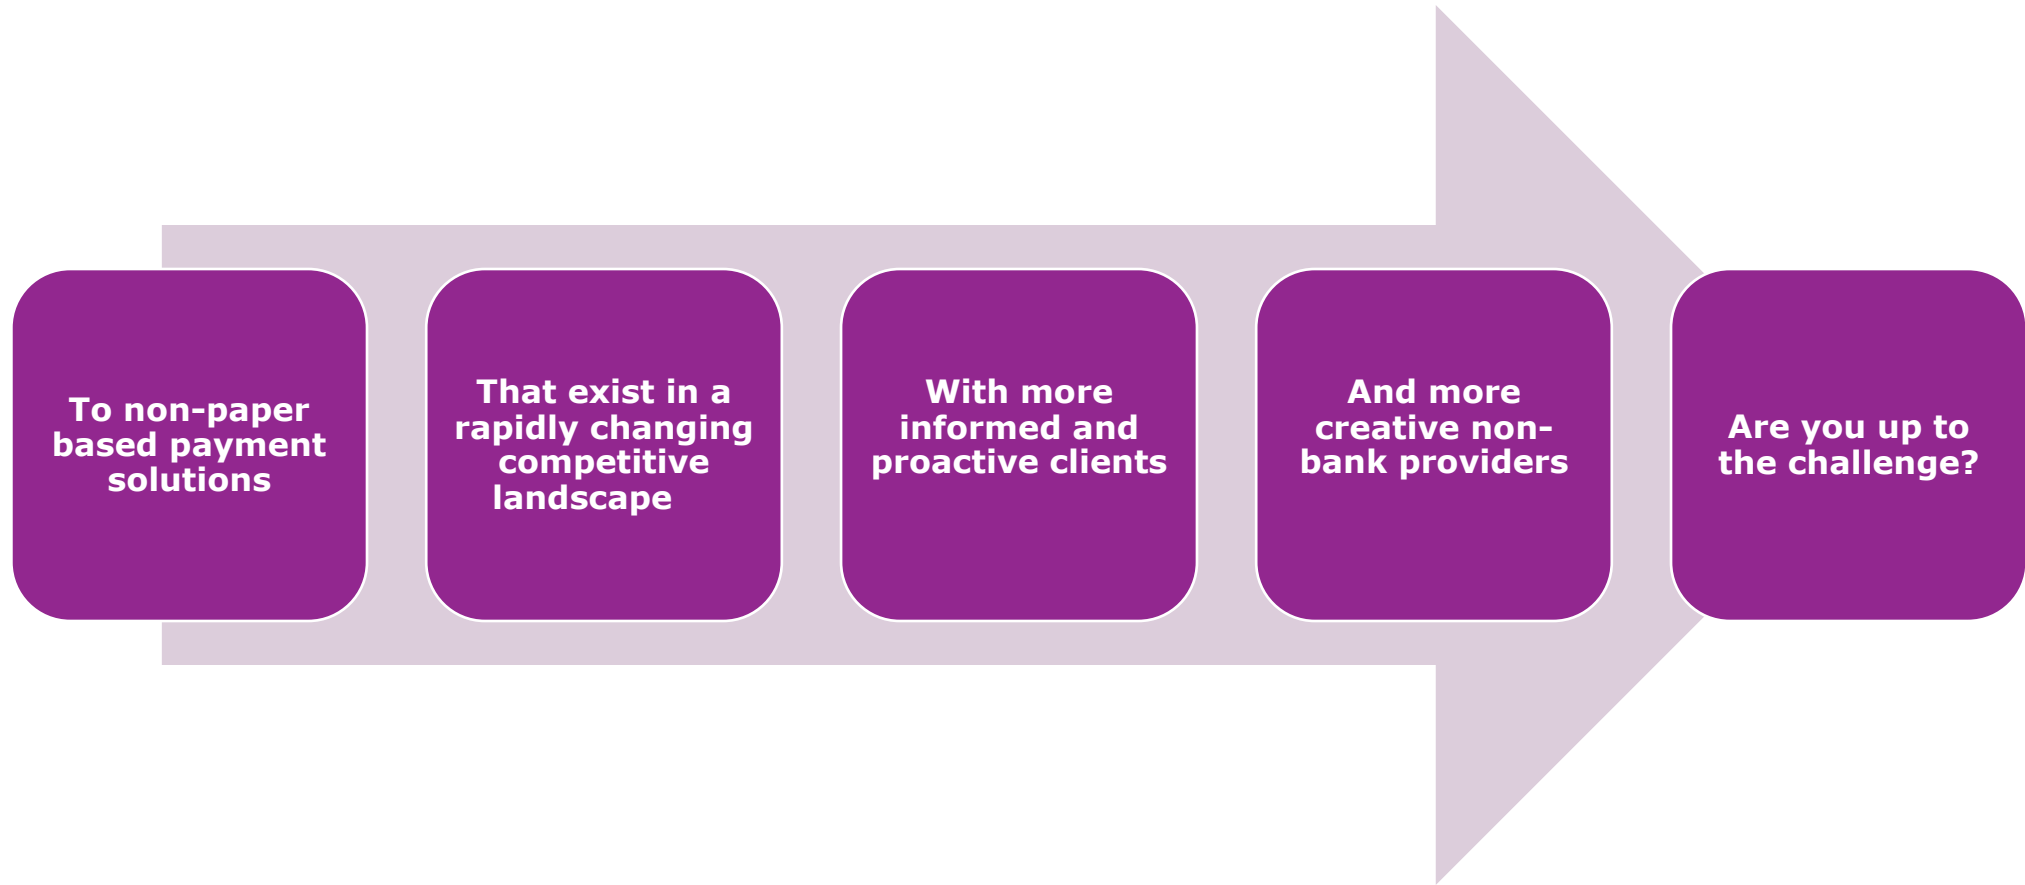 To non-paper
based payment
solutions
That exist in a
rapidly changing
competitive
landscape
With more
informed and
proactive clients
And more
creative non-
bank providers
Are you up to
the challenge?